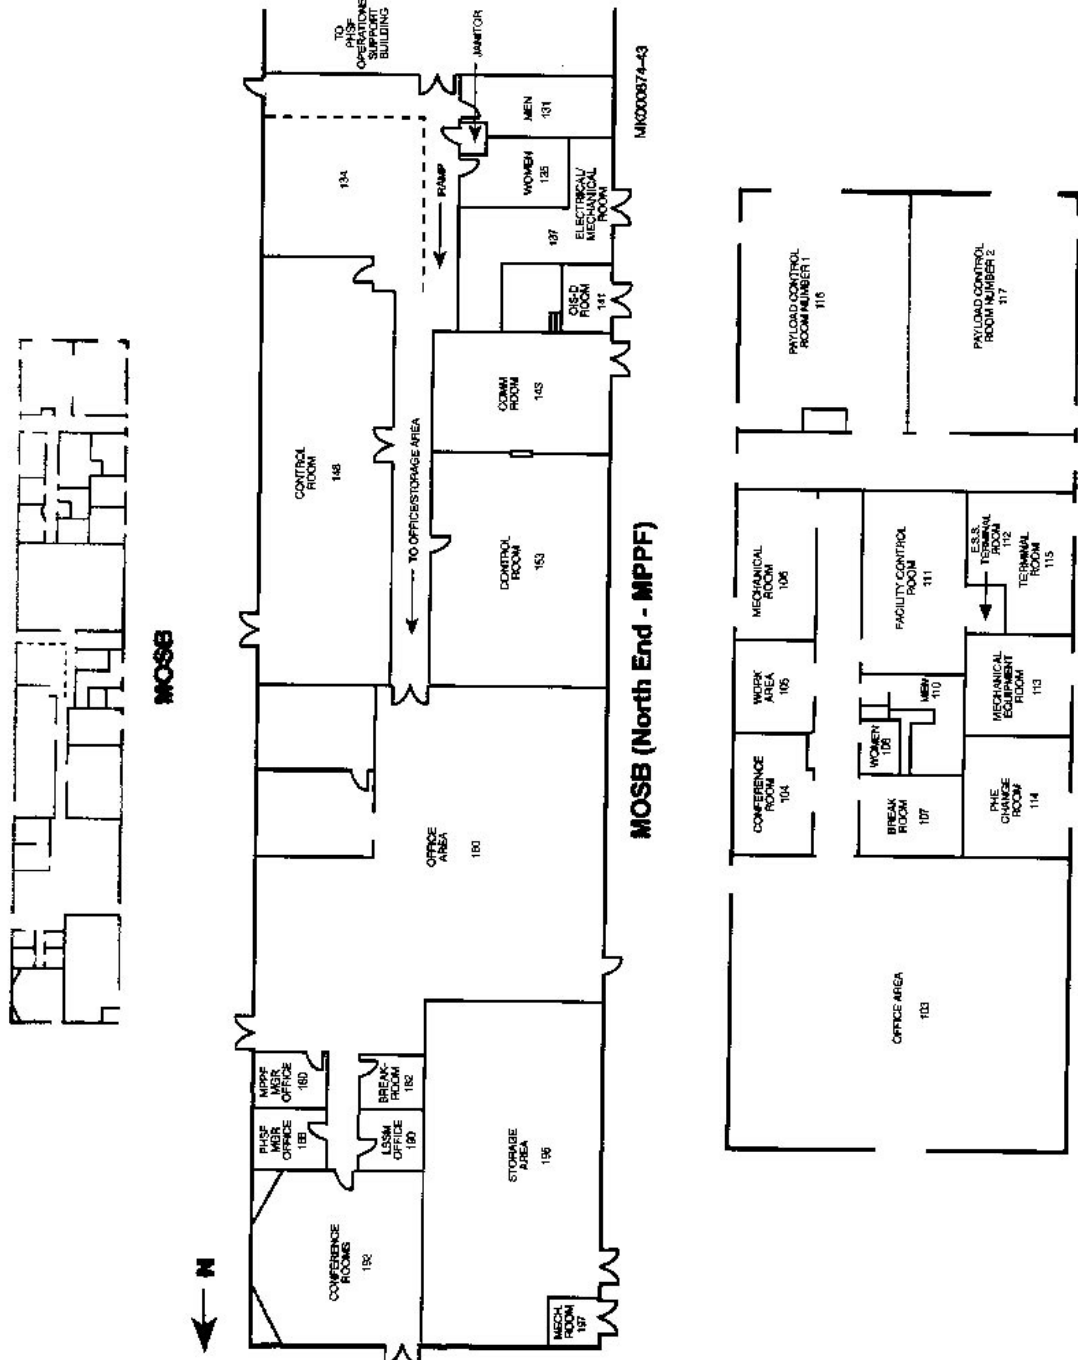 MOSB
TO
PHSF
OPERATIONS
SUPPORT
BUILDING
JANITOR
134
RAMP
MEN
131
WOMEN
135
ELECTRICAL/
MECHANICAL
ROOM
137
MK000874-43
CONTROL
ROOM
148
OIS-D
ROOM
141
COMM
ROOM
143
TO OFFICE/STORAGE AREA
CONTROL
ROOM
153
OFFICE
AREA
MPPF
MGR
OFFICE
BREAK-
ROOM
182
PHSF
MGR
OFFICE
188
LSSM
OFFICE
190
STORAGE
AREA
CONFERENCE
ROOMS
192
MECH.
ROOM
197
N
MOSB (North End - MPPF)
PAYLOAD CONTROL
ROOM NUMBER 1
116
PAYLOAD CONTROL
ROOM NUMBER 2
117
MECHANICAL
ROOM
106
FACILITY CONTROL
ROOM
111
E.S.S.
TERMINAL
ROOM
112
TERMINAL
ROOM
115
WORK
AREA
105
MEN
110
MECHANICAL
EQUIPMENT
ROOM
113
CONFERENCE
ROOM
104
WOMEN
108
BREAK
ROOM
107
PHE
CHANGE
ROOM
114
OFFICE AREA
103